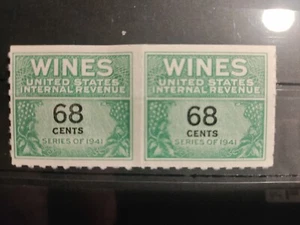 WINES
UNITED STATES
INTERNAL REVENUE
68
CENTS
SERIES OF 1941
WINES
UNITED STATES
INTERNAL REVENUE
68
CENTS
SERIES OF 1941